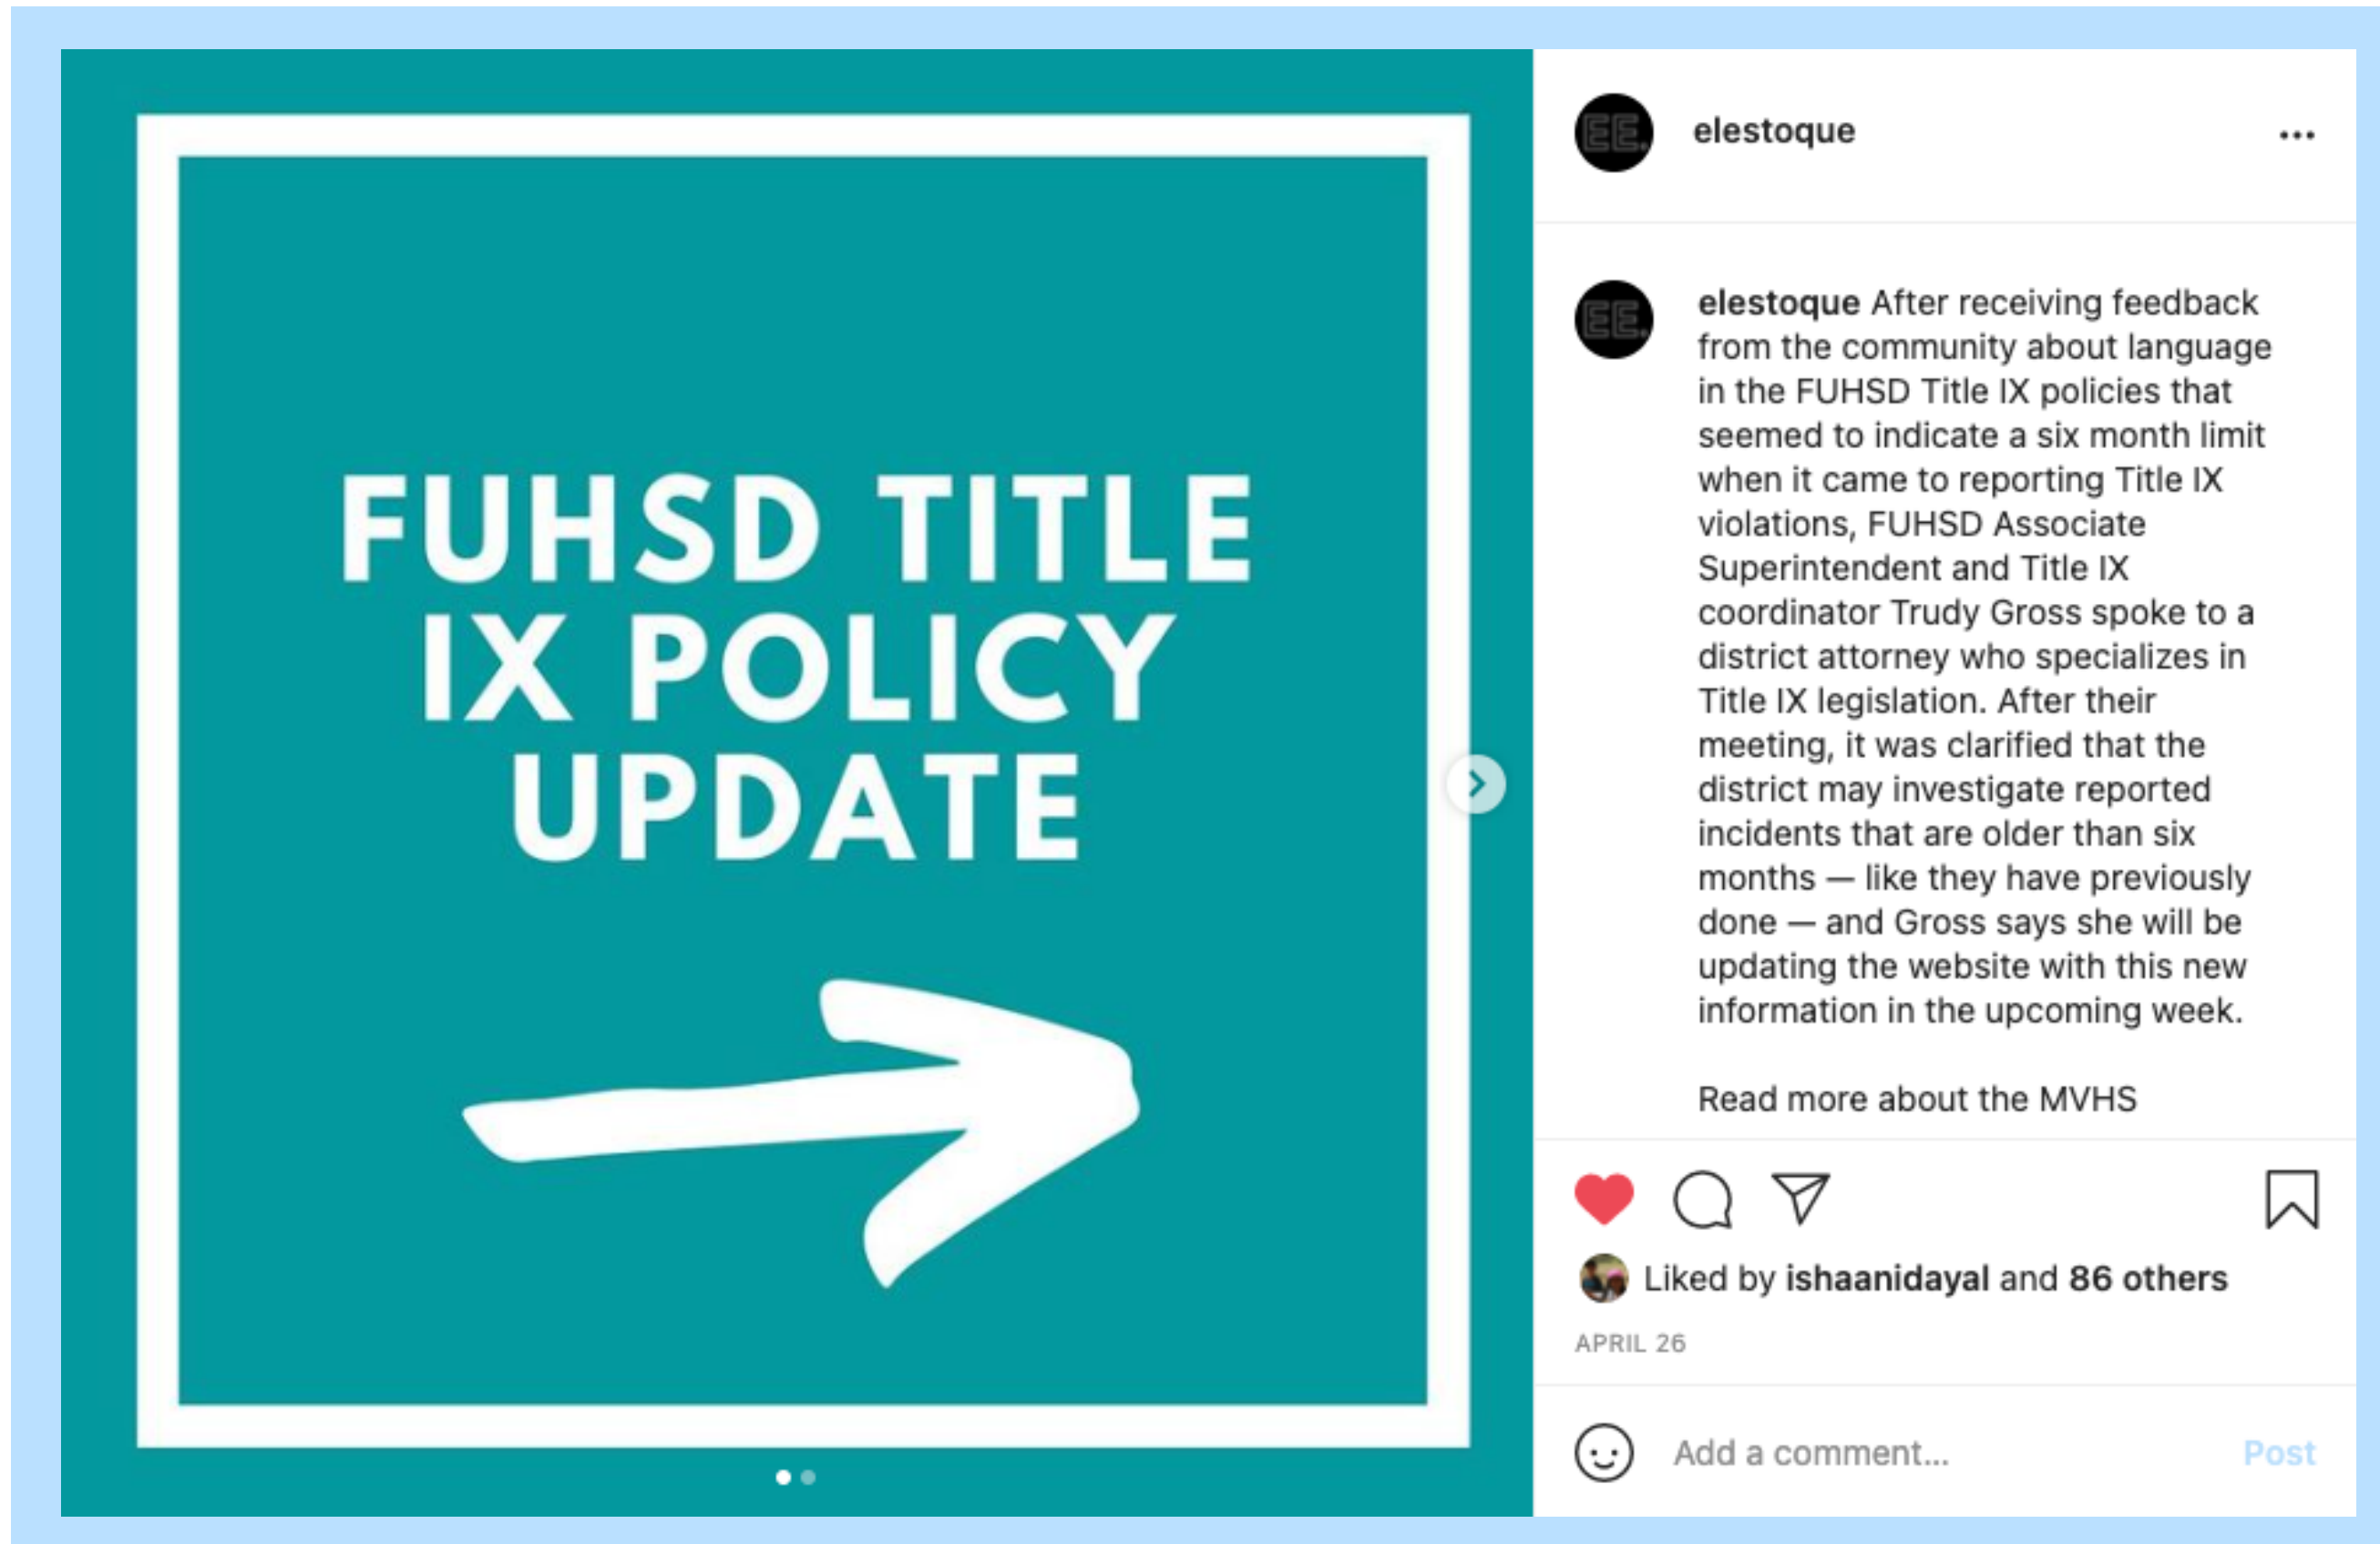 FUHSD TITLE
IX POLICY
UPDATE
EE.
elestoque
EE.
elestoque After receiving feedback
from the community about language
in the FUHSD Title IX policies that
seemed to indicate a six month limit
when it came to reporting Title IX
violations, FUHSD Associate
Superintendent and Title IX
coordinator Trudy Gross spoke to a
district attorney who specializes in
Title IX legislation. After their
meeting, it was clarified that the
district may investigate reported
incidents that are older than six
months — like they have previously
done — and Gross says she will be
updating the website with this new
information in the upcoming week.
Read more about the MVHS
Liked by ishaanidayal and 86 others
APRIL 26
Add a comment...
Post